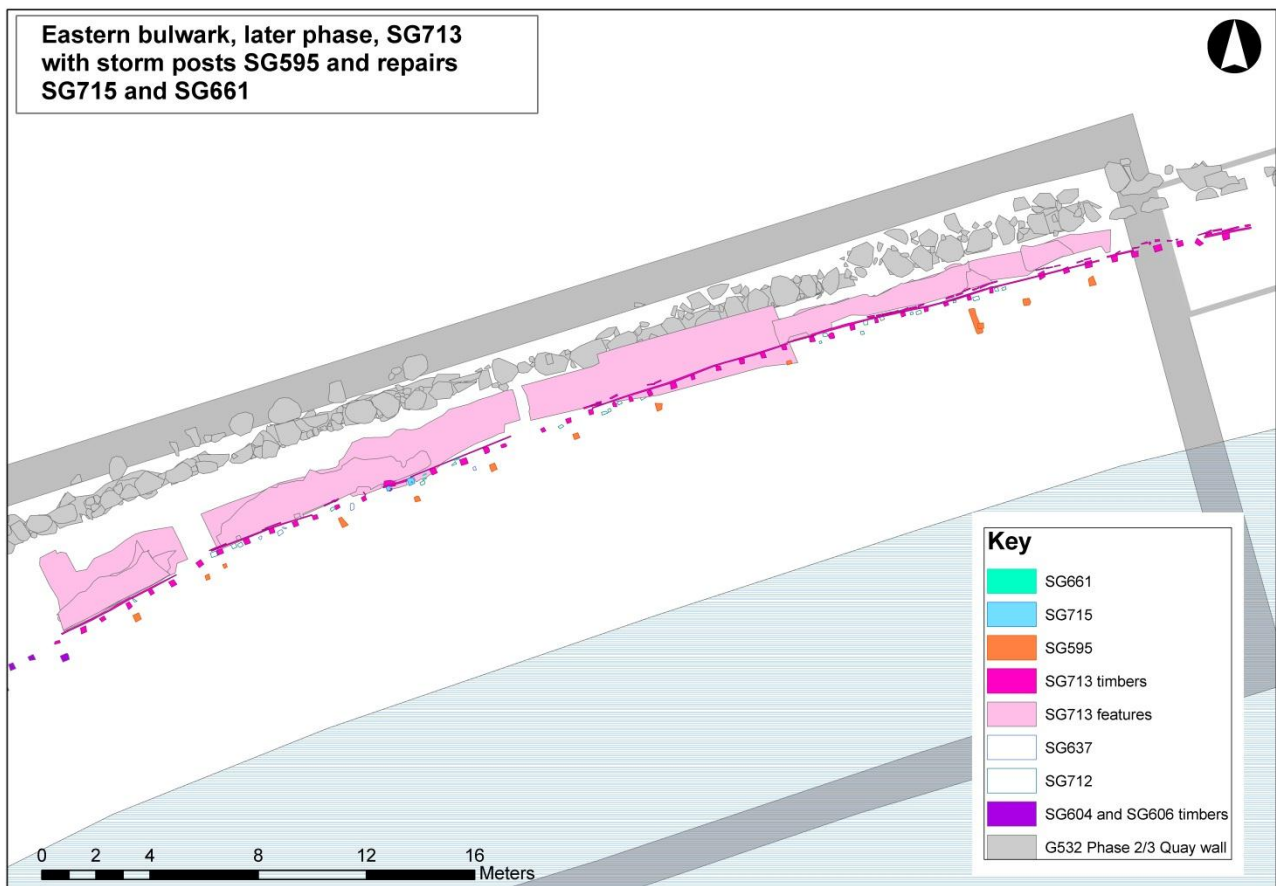 Eastern bulwark, later phase, SG713
with storm posts SG595 and repairs
SG715 and SG661
Key
SG661
SG715
SG595
SG713 timbers
SG713 features
SG637
SG712
SG604 and SG606 timbers
G532 Phase 2/3 Quay wall
0 2 4 8 12 16
Meters